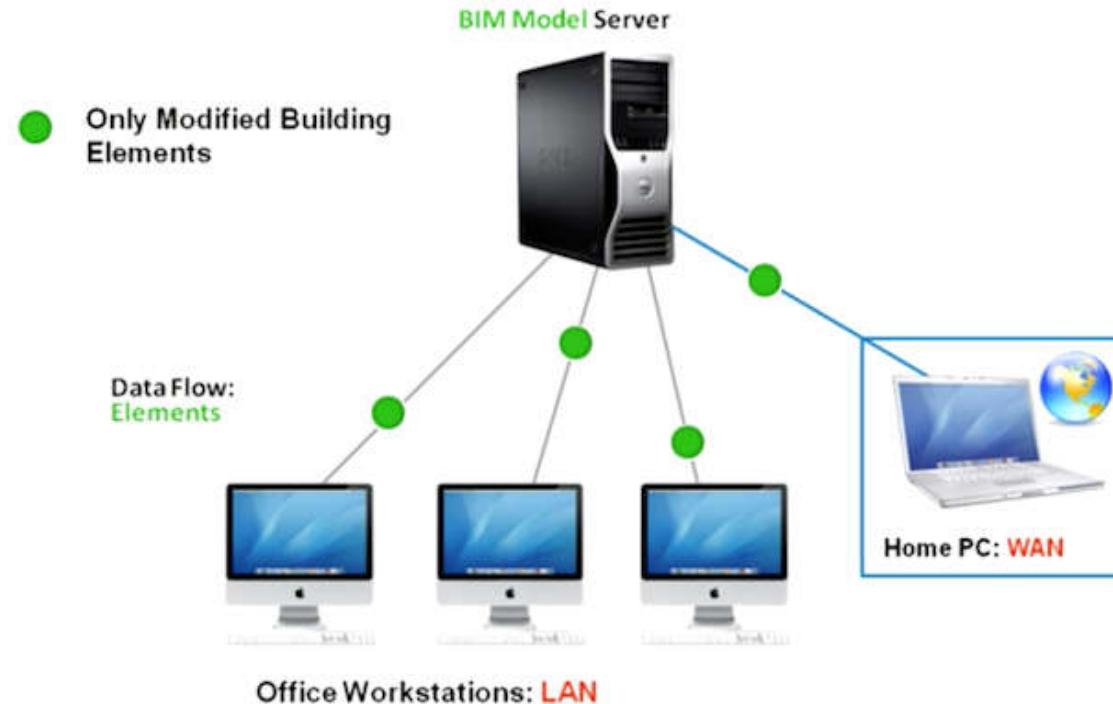 BIM Model Server
Only Modified Building
Elements
Data Flow:
Elements
Home PC: WAN
Office Workstations: LAN